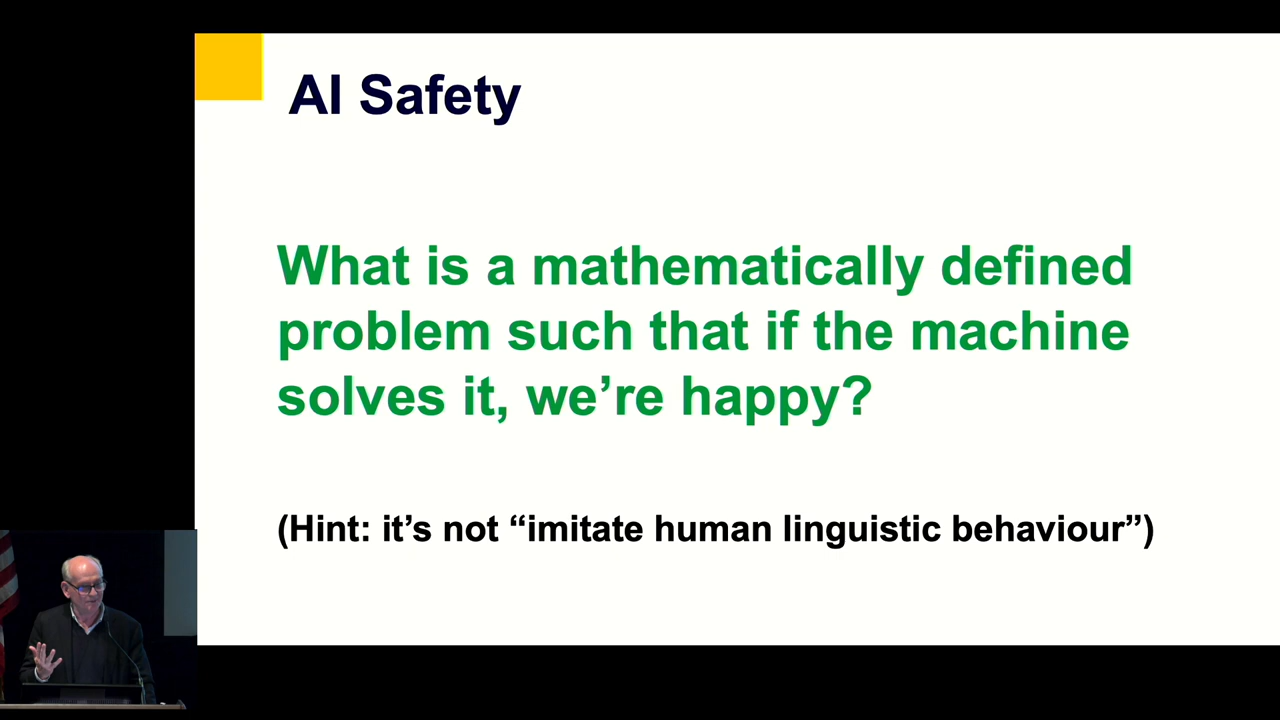 AI Safety
What is a mathematically defined
problem such that if the machine
solves it, we’re happy?
(Hint: it’s not “imitate human linguistic behaviour”)